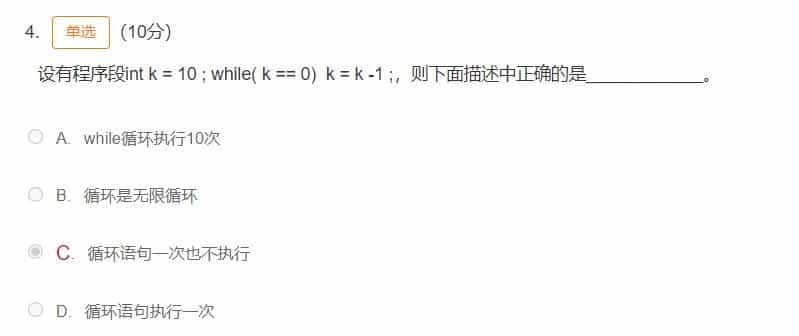 4. 单选 (10分)
设有程序段int k = 10 ; while( k == 0)  k = k -1 ;，则下面描述中正确的是_____________。
A. while循环执行10次
B. 循环是无限循环
C. 循环语句一次也不执行
D. 循环语句执行一次